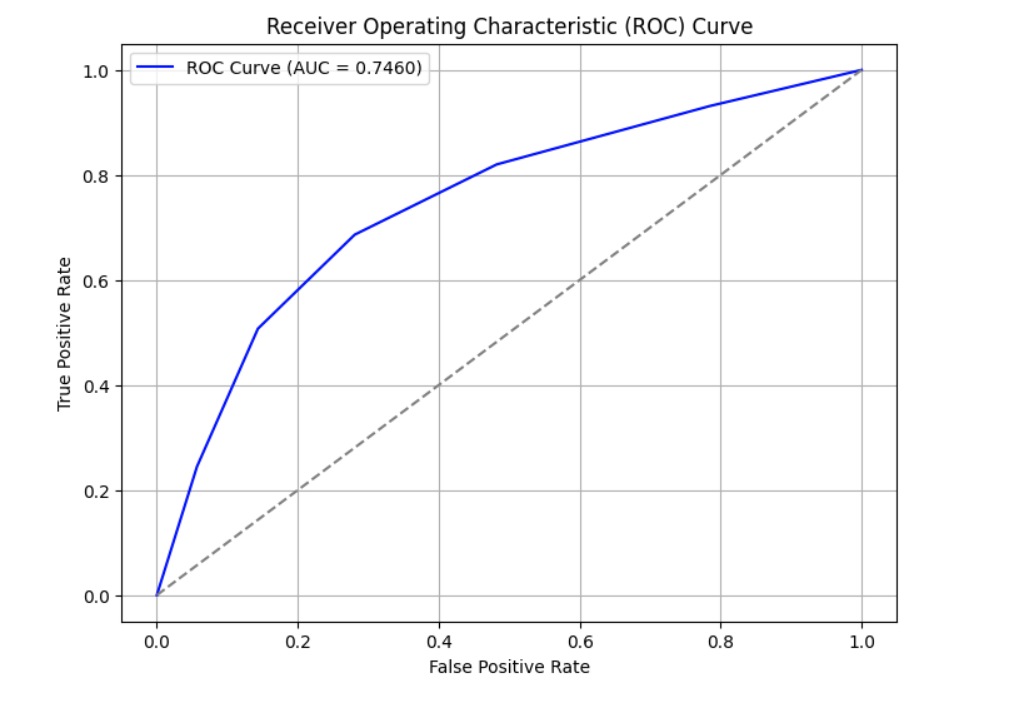 Receiver Operating Characteristic (ROC) Curve
ROC Curve (AUC = 0.7460)
True Positive Rate
1.0
0.8
0.6
0.4
0.2
0.0
0.0 0.2 0.4 0.6 0.8 1.0
False Positive Rate